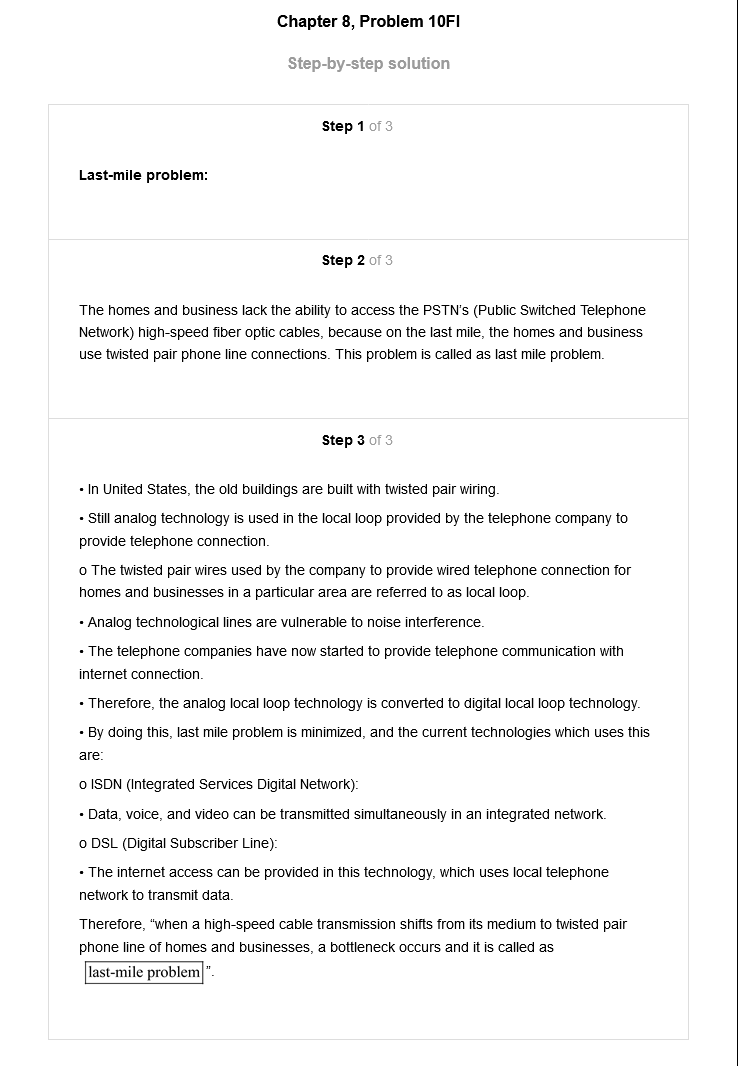 Chapter 8, Problem 10FI
Step-by-step solution
Step 1 of 3
Last-mile problem:
Step 2 of 3
The homes and business lack the ability to access the PSTN's (Public Switched Telephone
Network) high-speed fiber optic cables, because on the last mile, the homes and business
use twisted pair phone line connections. This problem is called as last mile problem.
Step 3 of 3
• In United States, the old buildings are built with twisted pair wiring.
• Still analog technology is used in the local loop provided by the telephone company to
provide telephone connection.
o The twisted pair wires used by the company to provide wired telephone connection for
homes and businesses in a particular area are referred to as local loop.
• Analog technological lines are vulnerable to noise interference.
• The telephone companies have now started to provide telephone communication with
internet connection.
• Therefore, the analog local loop technology is converted to digital local loop technology.
• By doing this, last mile problem is minimized, and the current technologies which uses this
are:
o ISDN (Integrated Services Digital Network):
• Data, voice, and video can be transmitted simultaneously in an integrated network.
o DSL (Digital Subscriber Line):
• The internet access can be provided in this technology, which uses local telephone
network to transmit data.
Therefore, “when a high-speed cable transmission shifts from its medium to twisted pair
phone line of homes and businesses, a bottleneck occurs and it is called as
last-mile problem”.